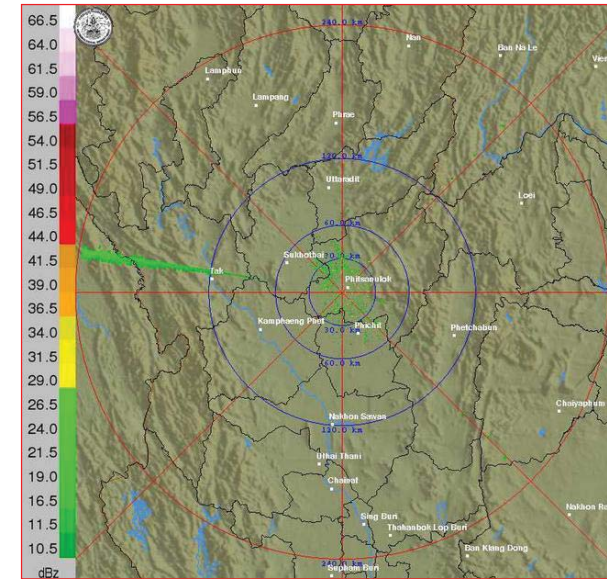 66.5
64.0
61.5
59.0
56.5
54.0
51.5
49.0
46.5
44.0
41.5
39.0
36.5
34.0
31.5
29.0
26.5
24.0
21.5
19.0
16.5
11.5
10.5
dBz
240.0 km
Nan
Ban Na Le
Lamphun
Lampang
Phrae
120.0 km
Uttaradit
Loei
60.0 km
Sukhothai
Tak
Phitsanulok
Kamphaeng Phet
30.0 km
Phichit
Phetchabun
60.0 km
Chaiyaphum
Nakhon Sawan
120.0 km
Uthai Thani
Chainat
Sing Buri
Thahanbok Lop Buri
Ban Klang Dong
240.0 km
Suphan Buri